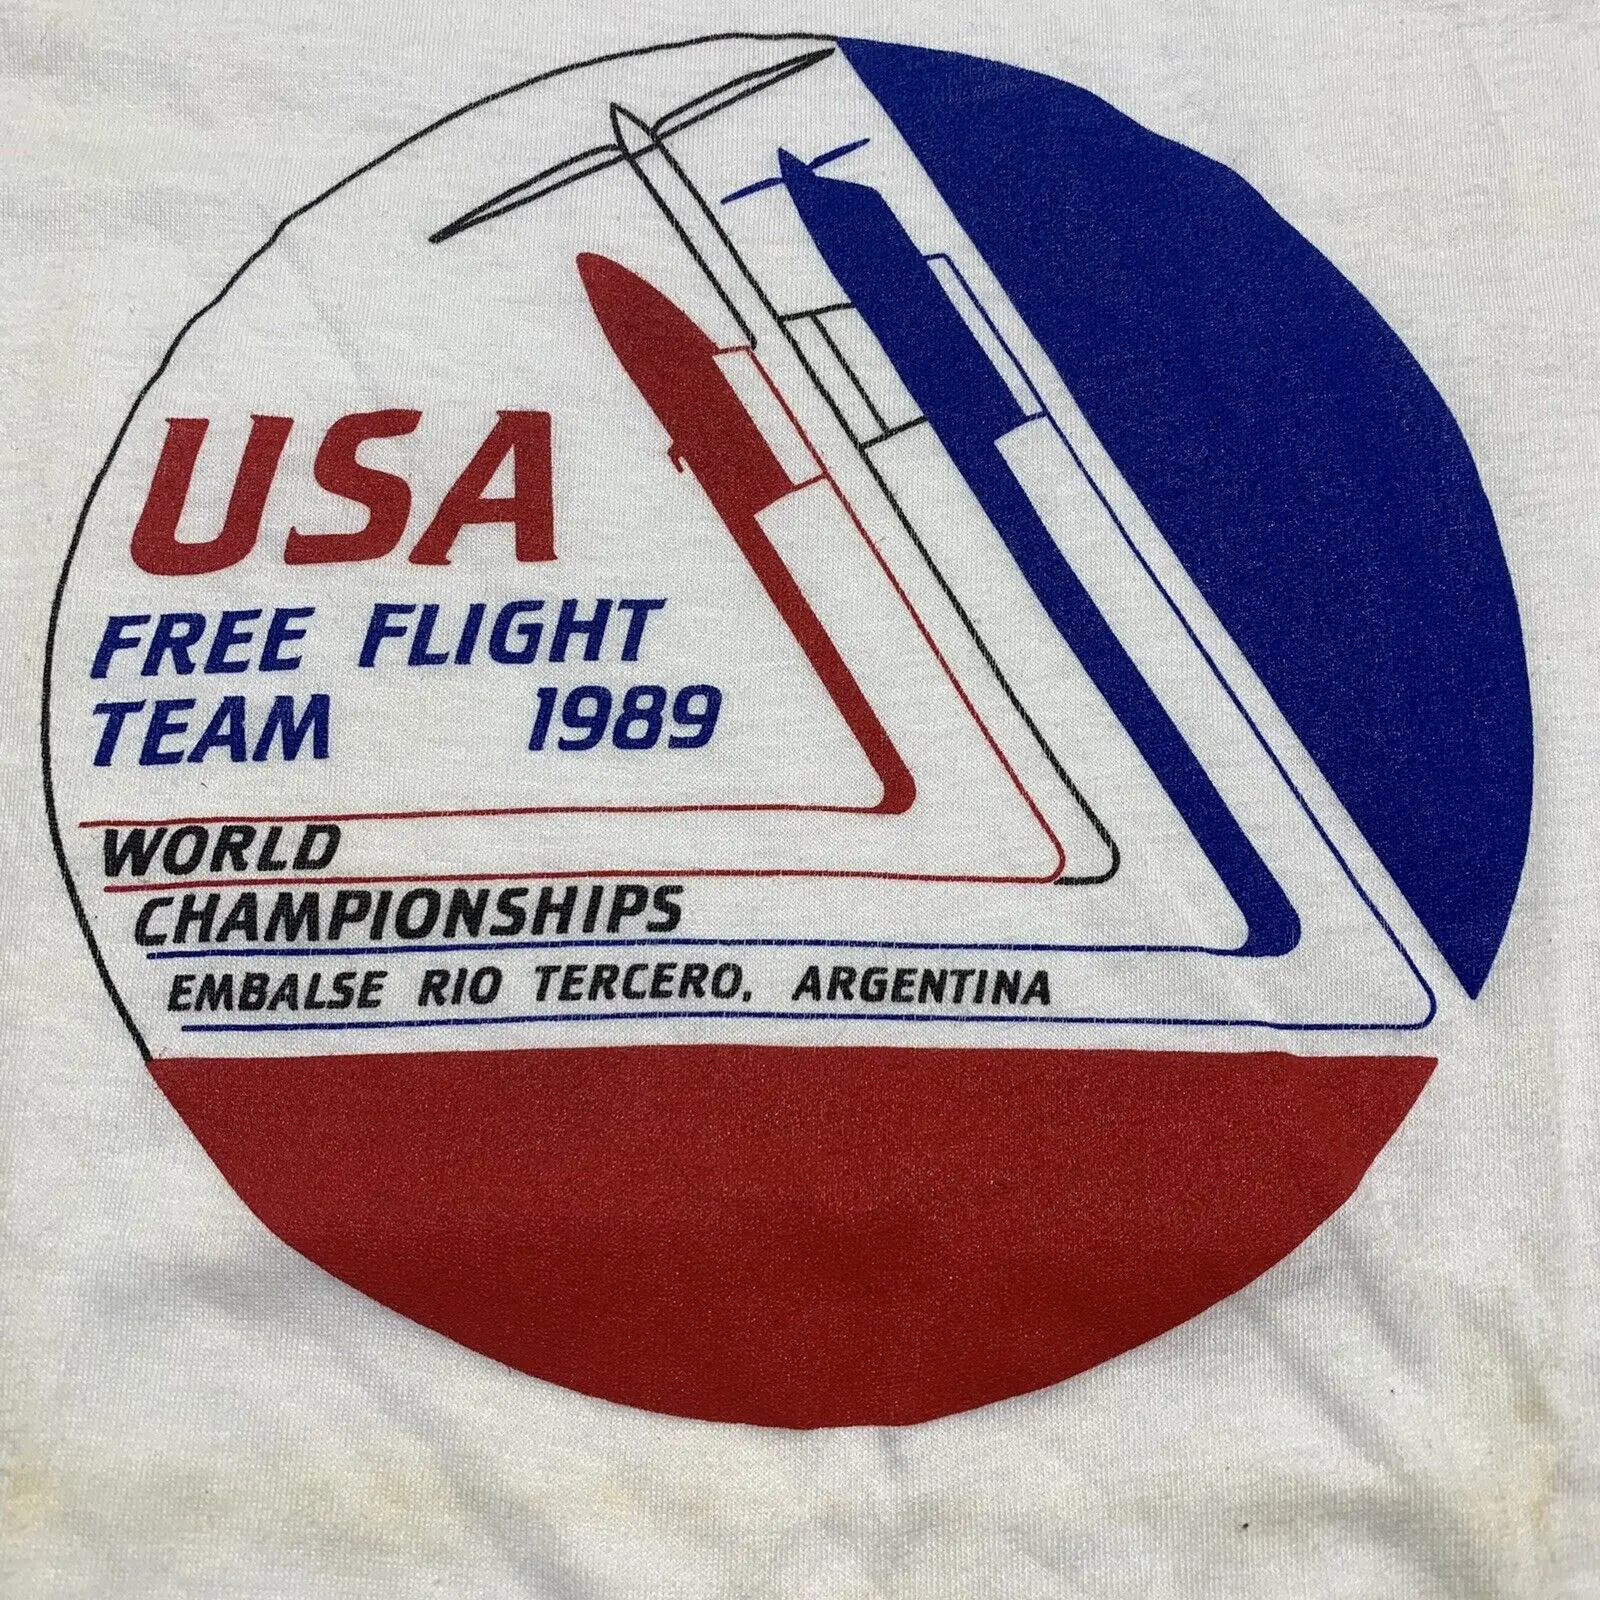 USA
FREE FLIGHT
TEAM 1989
WORLD
CHAMPIONSHIPS
EMBALSE RIO TERCERO, ARGENTINA